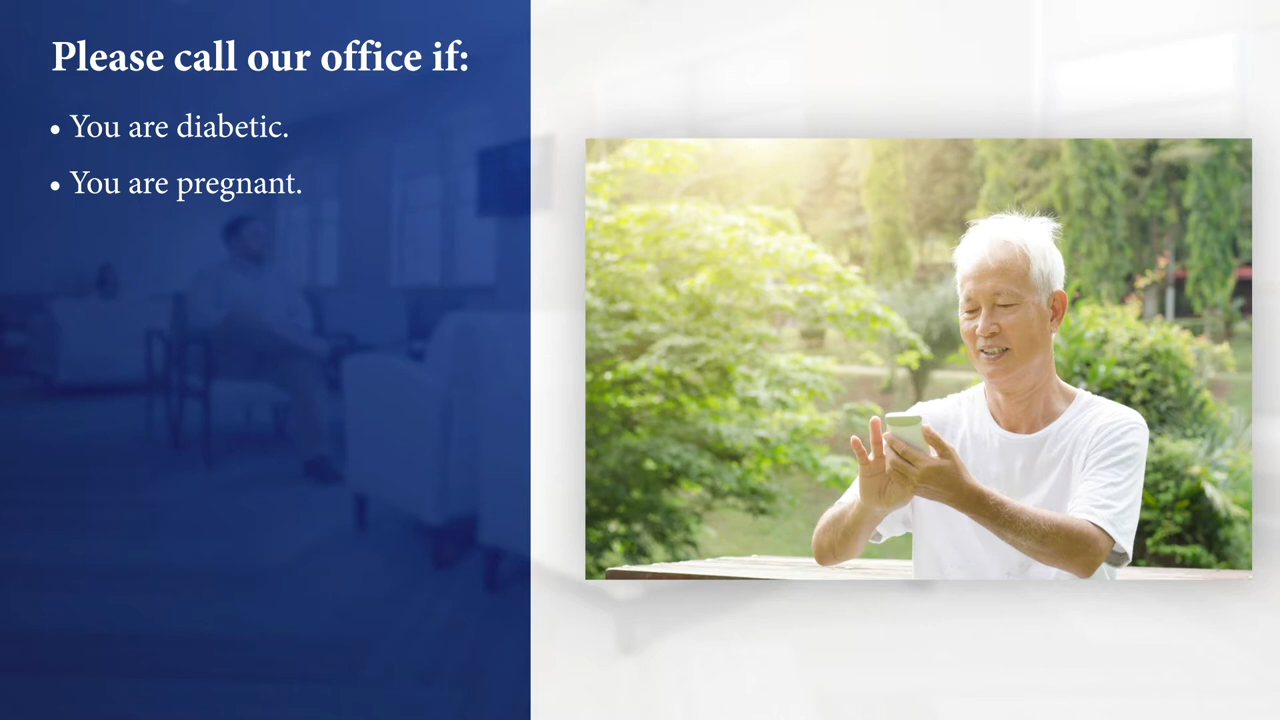 Please call our office if:
• You are diabetic.
• You are pregnant.